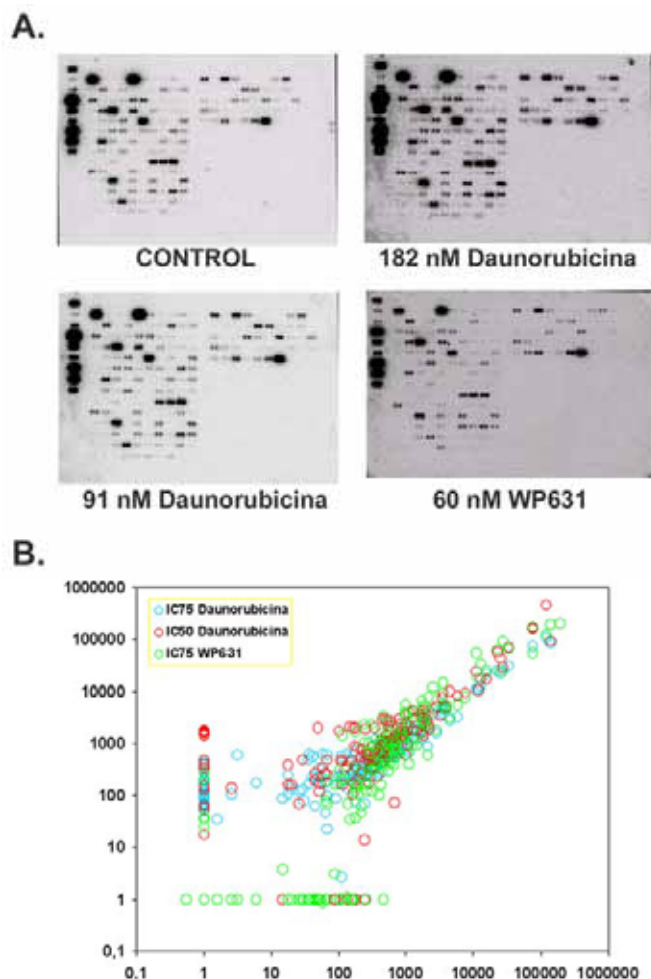 A.
CONTROL
182 nM Daunorubicina
91 nM Daunorubicina
60 nM WP631
B.
1000000
100000
10000
1000
100
10
1
0,1
IC75 Daunorubicina
IC50 Daunorubicina
IC75 WP631
0,1 1 10 100 1000 10000 100000 1000000